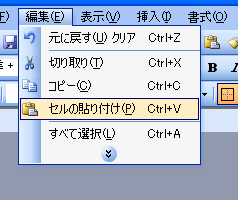 編集(E) 表示(V) 挿入(I) 書式(O)
元に戻す(U) クリア Ctrl+Z
切り取り(T) Ctrl+X
コピー(C) Ctrl+C
セルの貼り付け(P) Ctrl+V
すべて選択(L) Ctrl+A
B I